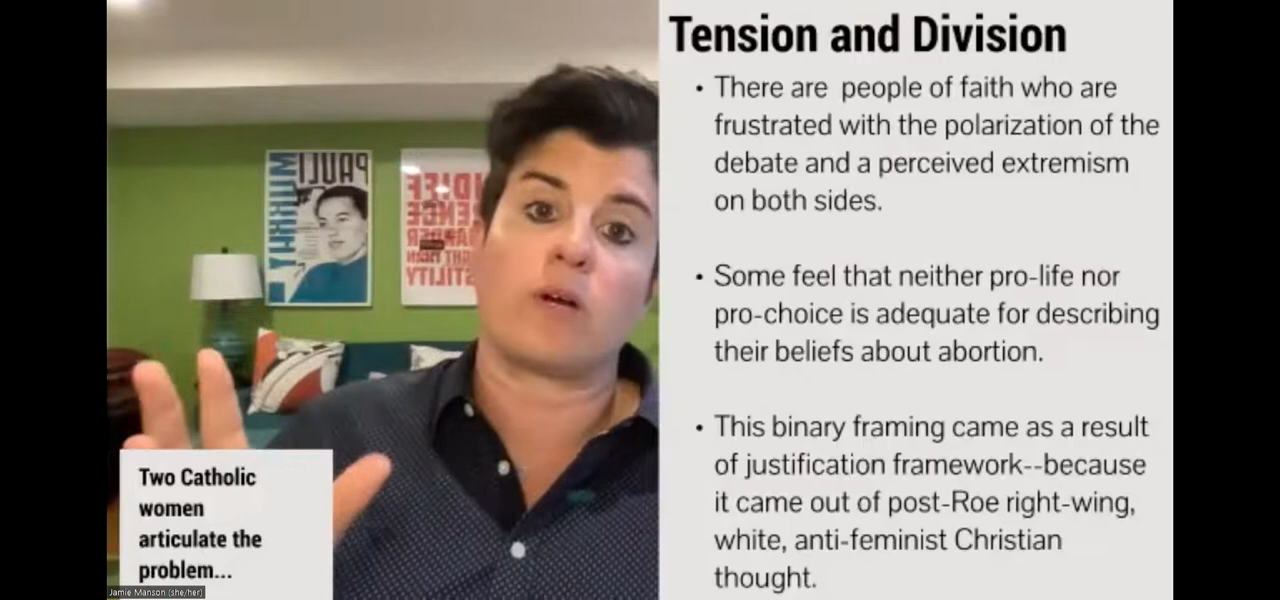 Tension and Division
• There are people of faith who are
frustrated with the polarization of the
debate and a perceived extremism
on both sides.
• Some feel that neither pro-life nor
pro-choice is adequate for describing
their beliefs about abortion.
• This binary framing came as a result
of justification framework--because
it came out of post-Roe right-wing,
white, anti-feminist Christian
thought.
PAULI
MURRAY
Two Catholic
women
articulate the
problem...
Jamie Manson (she/her)